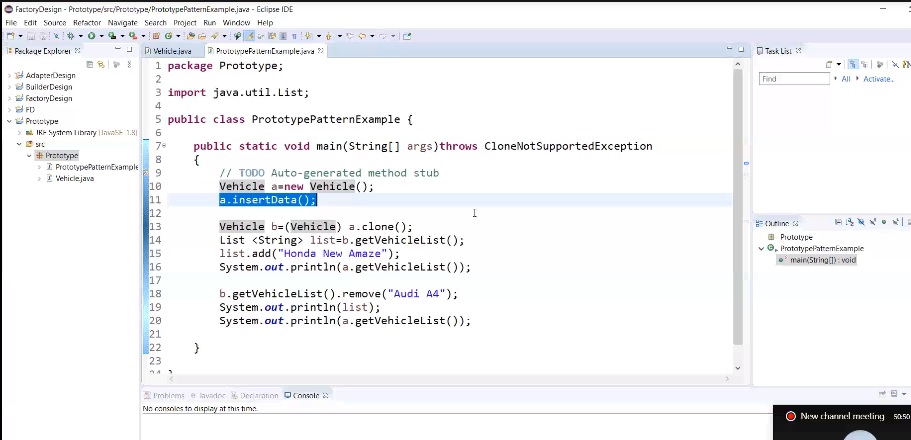 FactoryDesign - Prototype/src/Prototype/PrototypePatternExample.java - Eclipse IDE
File Edit Source Refactor Navigate Search Project Run Window Help
Package Explorer
AdapterDesign
BuilderDesign
FactoryDesign
FD
Prototype
JRE System Library [JavaSE-1.8]
src
Prototype
PrototypePatternExample
Vehicle.java
Vehicle.java PrototypePatternExample.java
1 package Prototype;
2
3 import java.util.List;
4
5 public class PrototypePatternExample {
6
7 public static void main(String[] args)throws CloneNotSupportedException
8 {
9 // TODO Auto-generated method stub
10 Vehicle a=new Vehicle();
11 a.insertData();
12
13 Vehicle b=(Vehicle) a.clone();
14 List <String> list=b.getVehicleList();
15 list.add("Honda New Amaze");
16 System.out.println(a.getVehicleList());
17
18 b.getVehicleList().remove("Audi A4");
19 System.out.println(list);
20 System.out.println(a.getVehicleList());
21
22 }
23
24 }
Problems Javadoc Declaration Console
No consoles to display at this time.
Task List
Find All Activate..
Outline
Prototype
PrototypePatternExample
main(String[]) : void
New channel meeting 50:50